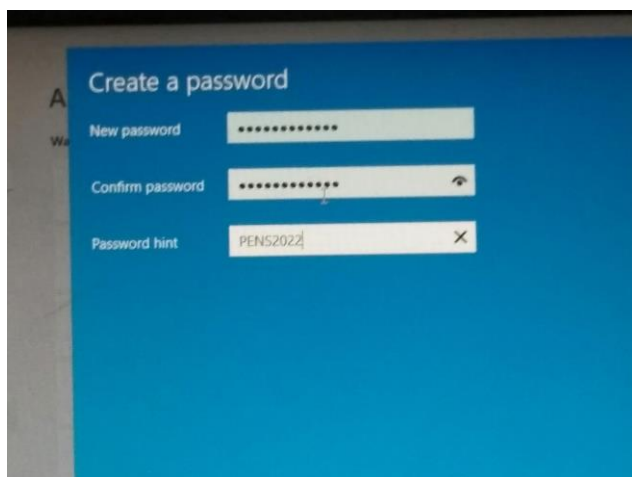 Create a password
New password ••••••••••••
Confirm password ••••••••••••
Password hint PENS2022